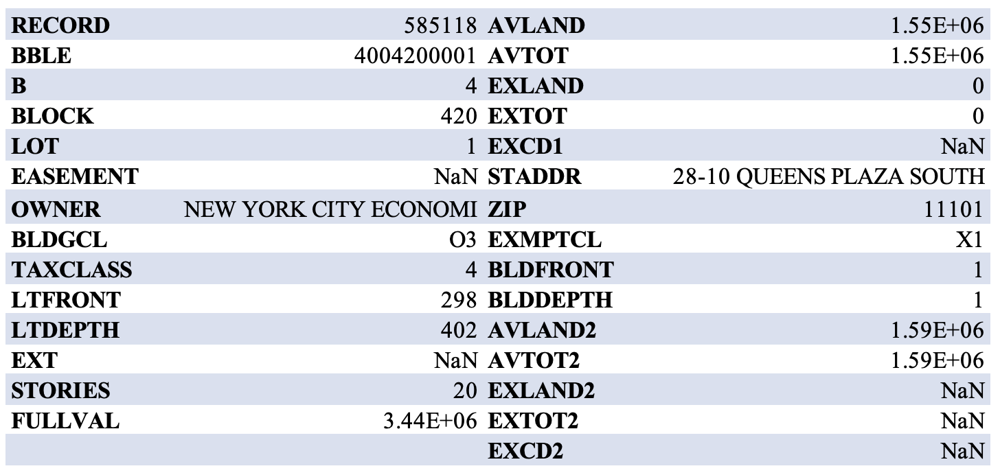 RECORD 585118 AVLAND 1.55E+06
BBLE 4004200001 AVTOT 1.55E+06
B 4 EXLAND 0
BLOCK 420 EXTOT 0
LOT 1 EXCD1 NaN
EASEMENT NaN STADDR 28-10 QUEENS PLAZA SOUTH
OWNER NEW YORK CITY ECONOMI ZIP 11101
BLDGCL O3 EXMPTCL X1
TAXCLASS 4 BLDFRONT 1
LTFRONT 298 BLDDEPTH 1
LTDEPTH 402 AVLAND2 1.59E+06
EXT NaN AVTOT2 1.59E+06
STORIES 20 EXLAND2 NaN
FULLVAL 3.44E+06 EXTOT2 NaN
EXCD2 NaN